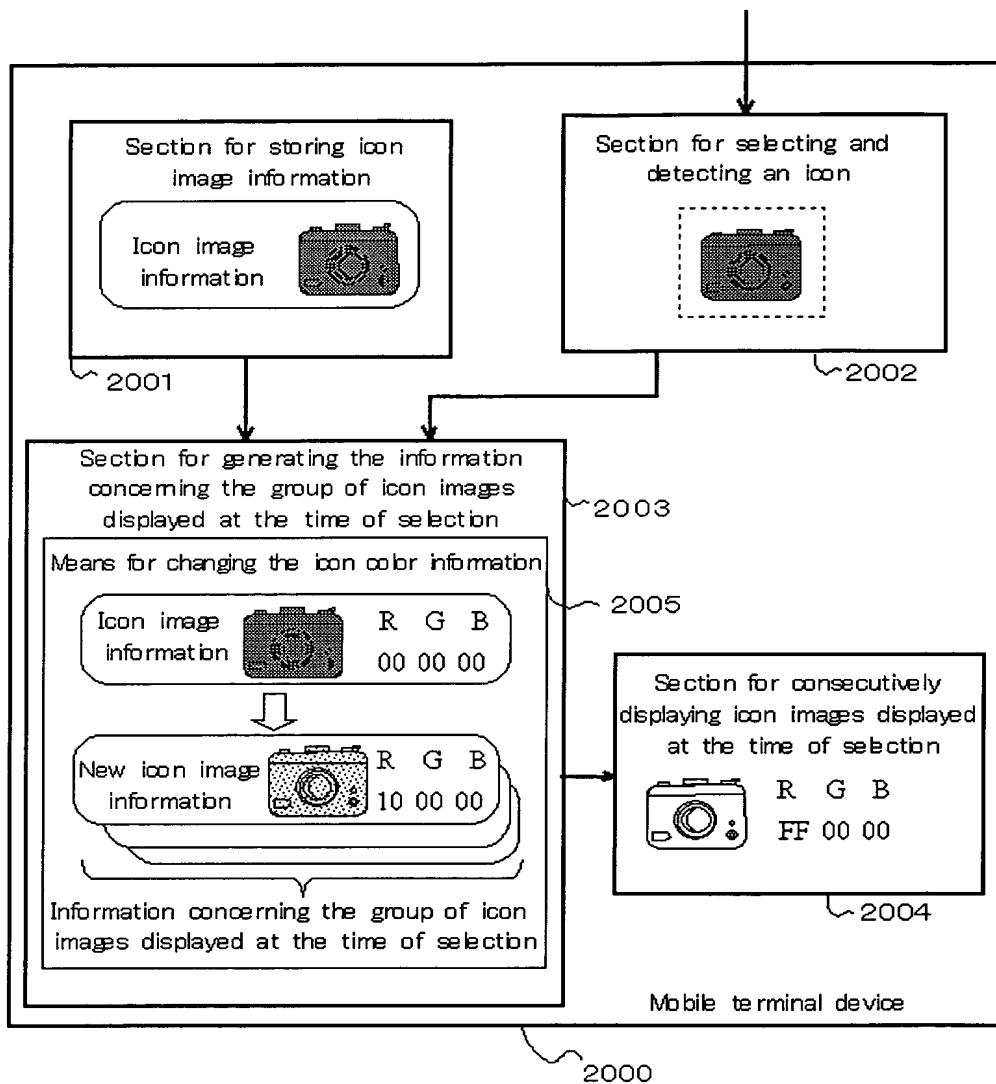 Section for storing icon
image information
Icon image
information
2001
Section for selecting and
detecting an icon
2002
Section for generating the information
concerning the group of icon images
displayed at the time of selection
2003
Means for changing the icon color information
2005
Icon image
information
R G B
00 00 00
New icon image
information
R G B
10 00 00
Information concerning the group of icon
images displayed at the time of selection
Section for consecutively
displaying icon images displayed
at the time of selection
R G B
FF 00 00
2004
Mobile terminal device
2000